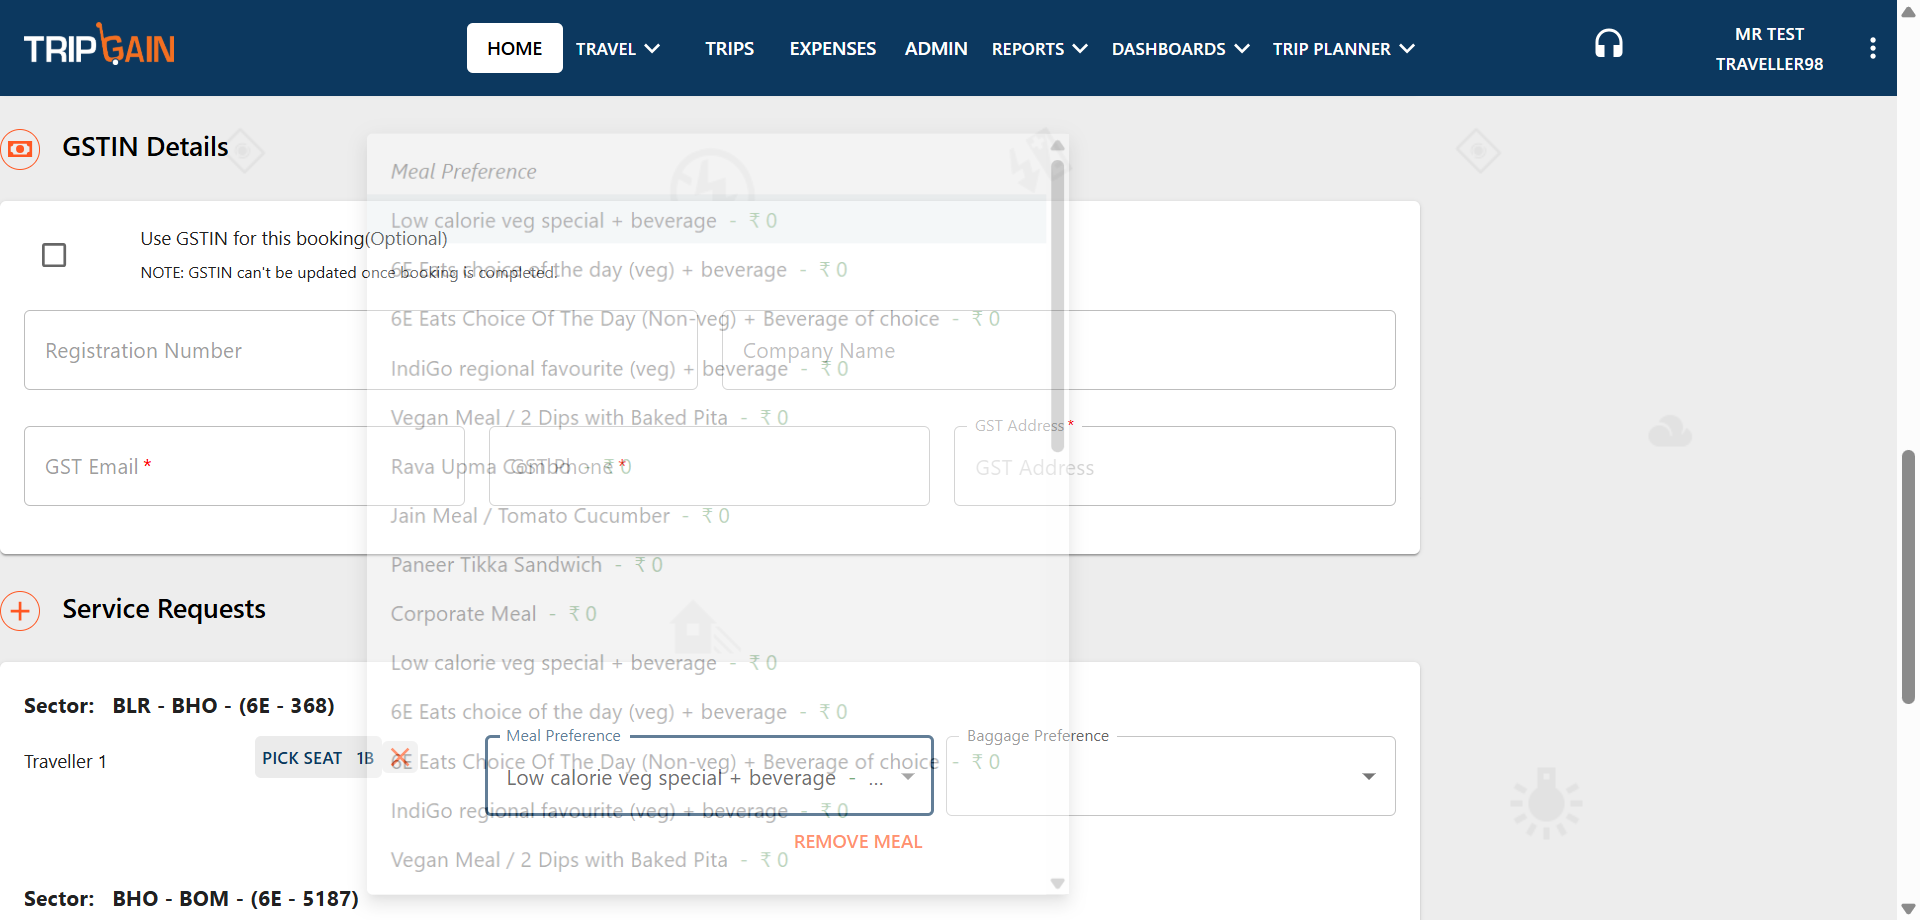 TRIPGAIN
HOME TRAVEL TRIPS EXPENSES ADMIN REPORTS DASHBOARDS TRIP PLANNER
MR TEST
TRAVELLER98
GSTIN Details
Use GSTIN for this booking(Optional)
NOTE: GSTIN can't be updated once booking is completed.
Registration Number
Company Name
GST Email *
GST Phone *
GST Address *
GST Address
Meal Preference
Low calorie veg special + beverage - ₹ 0
6E Eats choice of the day (veg) + beverage - ₹ 0
6E Eats Choice Of The Day (Non-veg) + Beverage of choice - ₹ 0
IndiGo regional favourite (veg) + beverage - ₹ 0
Vegan Meal / 2 Dips with Baked Pita - ₹ 0
Rava Upma Combo - ₹ 0
Jain Meal / Tomato Cucumber - ₹ 0
Paneer Tikka Sandwich - ₹ 0
Corporate Meal - ₹ 0
Low calorie veg special + beverage - ₹ 0
6E Eats choice of the day (veg) + beverage - ₹ 0
6E Eats Choice Of The Day (Non-veg) + Beverage of choice - ₹ 0
IndiGo regional favourite (veg) + beverage - ₹ 0
Vegan Meal / 2 Dips with Baked Pita - ₹ 0
Service Requests
Sector: BLR - BHO - (6E - 368)
Traveller 1
PICK SEAT 1B
Meal Preference
Low calorie veg special + beverage - ...
Baggage Preference
REMOVE MEAL
Sector: BHO - BOM - (6E - 5187)